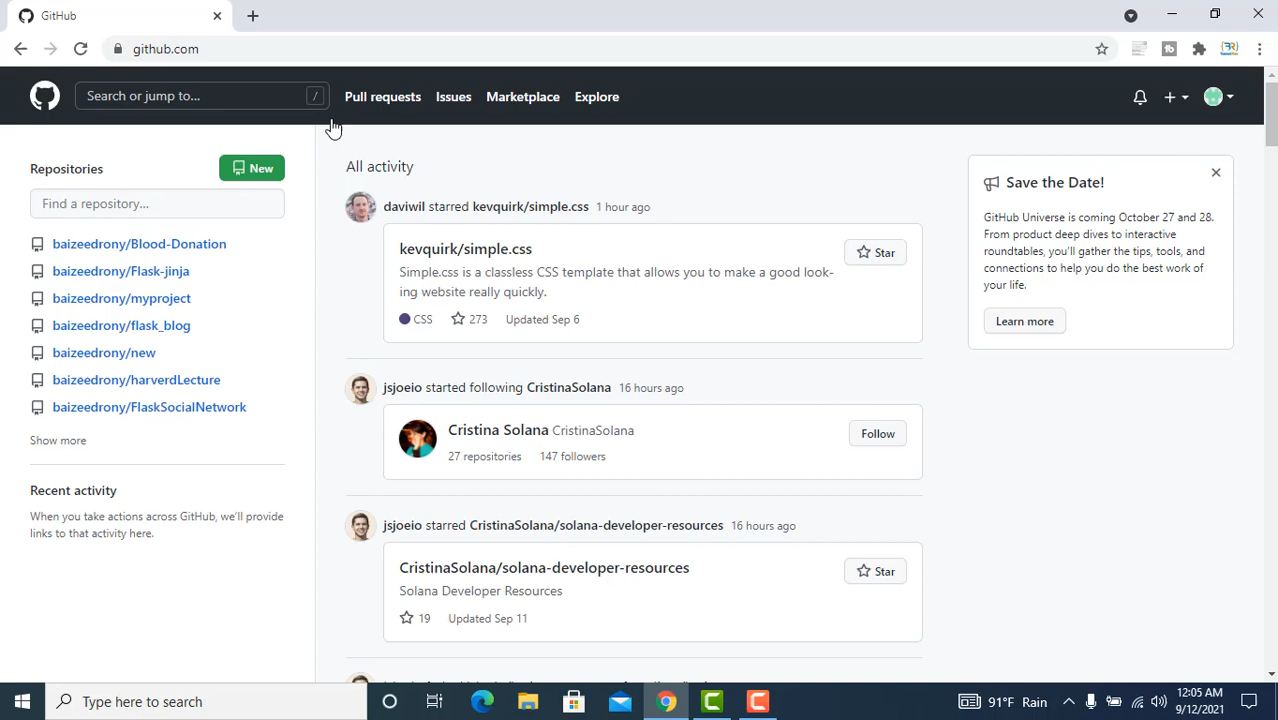 GitHub
github.com
Search or jump to... /
Pull requests
Issues
Marketplace
Explore
Repositories
New
Find a repository...
baizeedrony/Blood-Donation
baizeedrony/Flask-jinja
baizeedrony/myproject
baizeedrony/flask_blog
baizeedrony/new
baizeedrony/harverdLecture
baizeedrony/FlaskSocialNetwork
Show more
Recent activity
When you take actions across GitHub, we'll provide
links to that activity here.
All activity
daviwil starred kevquirk/simple.css 1 hour ago
kevquirk/simple.css
Star
Simple.css is a classless CSS template that allows you to make a good look-
ing website really quickly.
CSS 273 Updated Sep 6
jsjoeio started following CristinaSolana 16 hours ago
Cristina Solana CristinaSolana
Follow
27 repositories 147 followers
jsjoeio starred CristinaSolana/solana-developer-resources 16 hours ago
CristinaSolana/solana-developer-resources
Star
Solana Developer Resources
19 Updated Sep 11
Save the Date!
GitHub Universe is coming October 27 and 28.
From product deep dives to interactive
roundtables, you'll gather the tips, tools, and
connections to help you do the best work of
your life.
Learn more
Type here to search
91°F Rain
12:05 AM
9/12/2021